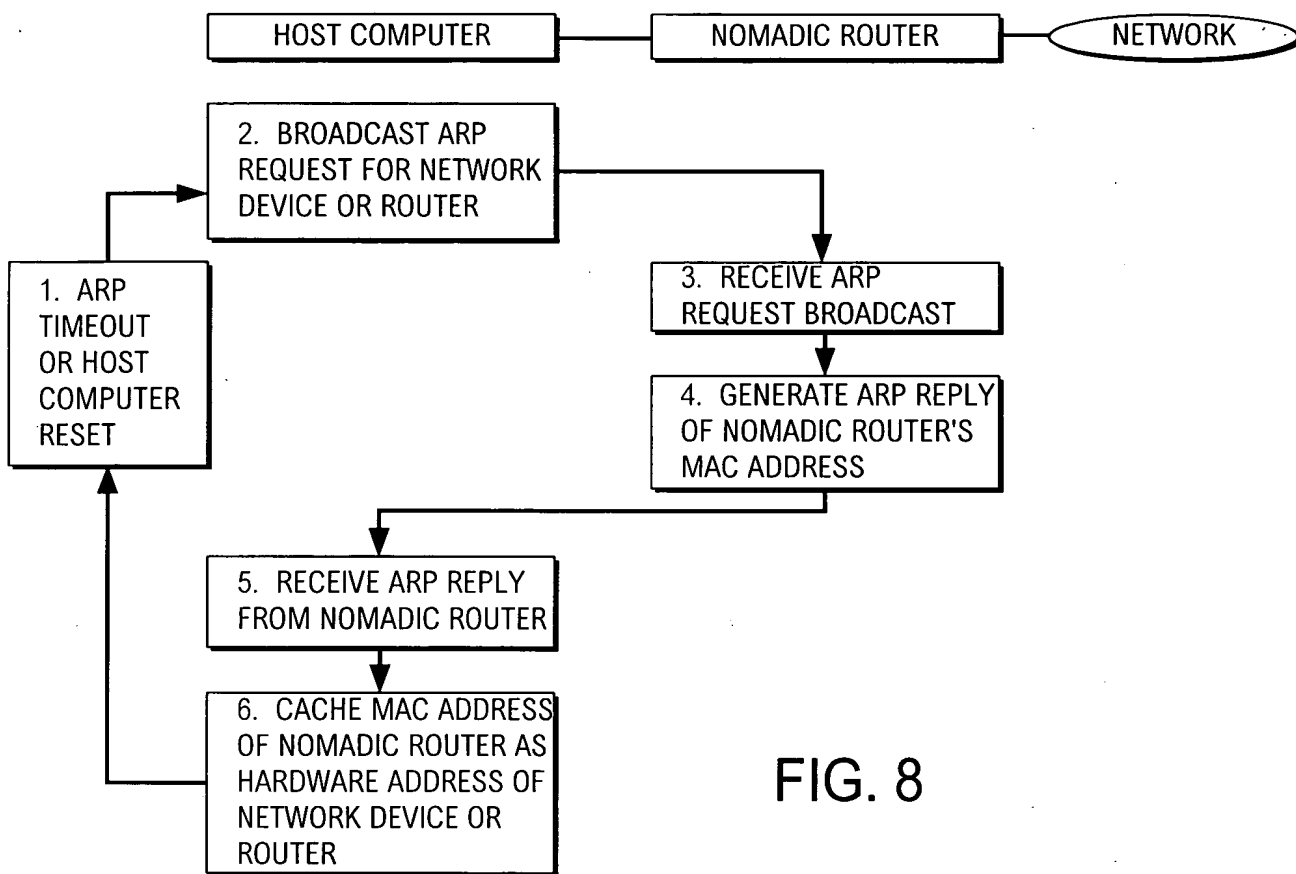 HOST COMPUTER
NOMADIC ROUTER
NETWORK
2. BROADCAST ARP
REQUEST FOR NETWORK
DEVICE OR ROUTER
1. ARP
TIMEOUT
OR HOST
COMPUTER
RESET
3. RECEIVE ARP
REQUEST BROADCAST
4. GENERATE ARP REPLY
OF NOMADIC ROUTER'S
MAC ADDRESS
5. RECEIVE ARP REPLY
FROM NOMADIC ROUTER
6. CACHE MAC ADDRESS
OF NOMADIC ROUTER AS
HARDWARE ADDRESS OF
NETWORK DEVICE OR
ROUTER
FIG. 8